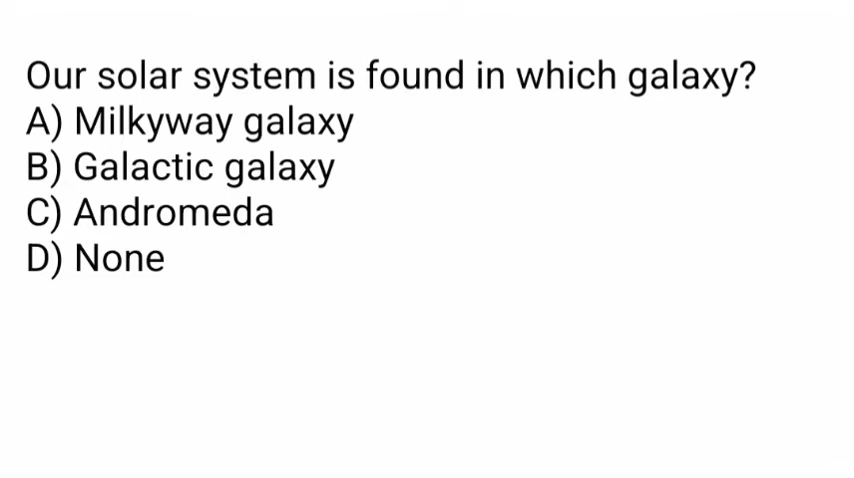 Our solar system is found in which galaxy?
A) Milkyway galaxy
B) Galactic galaxy
C) Andromeda
D) None